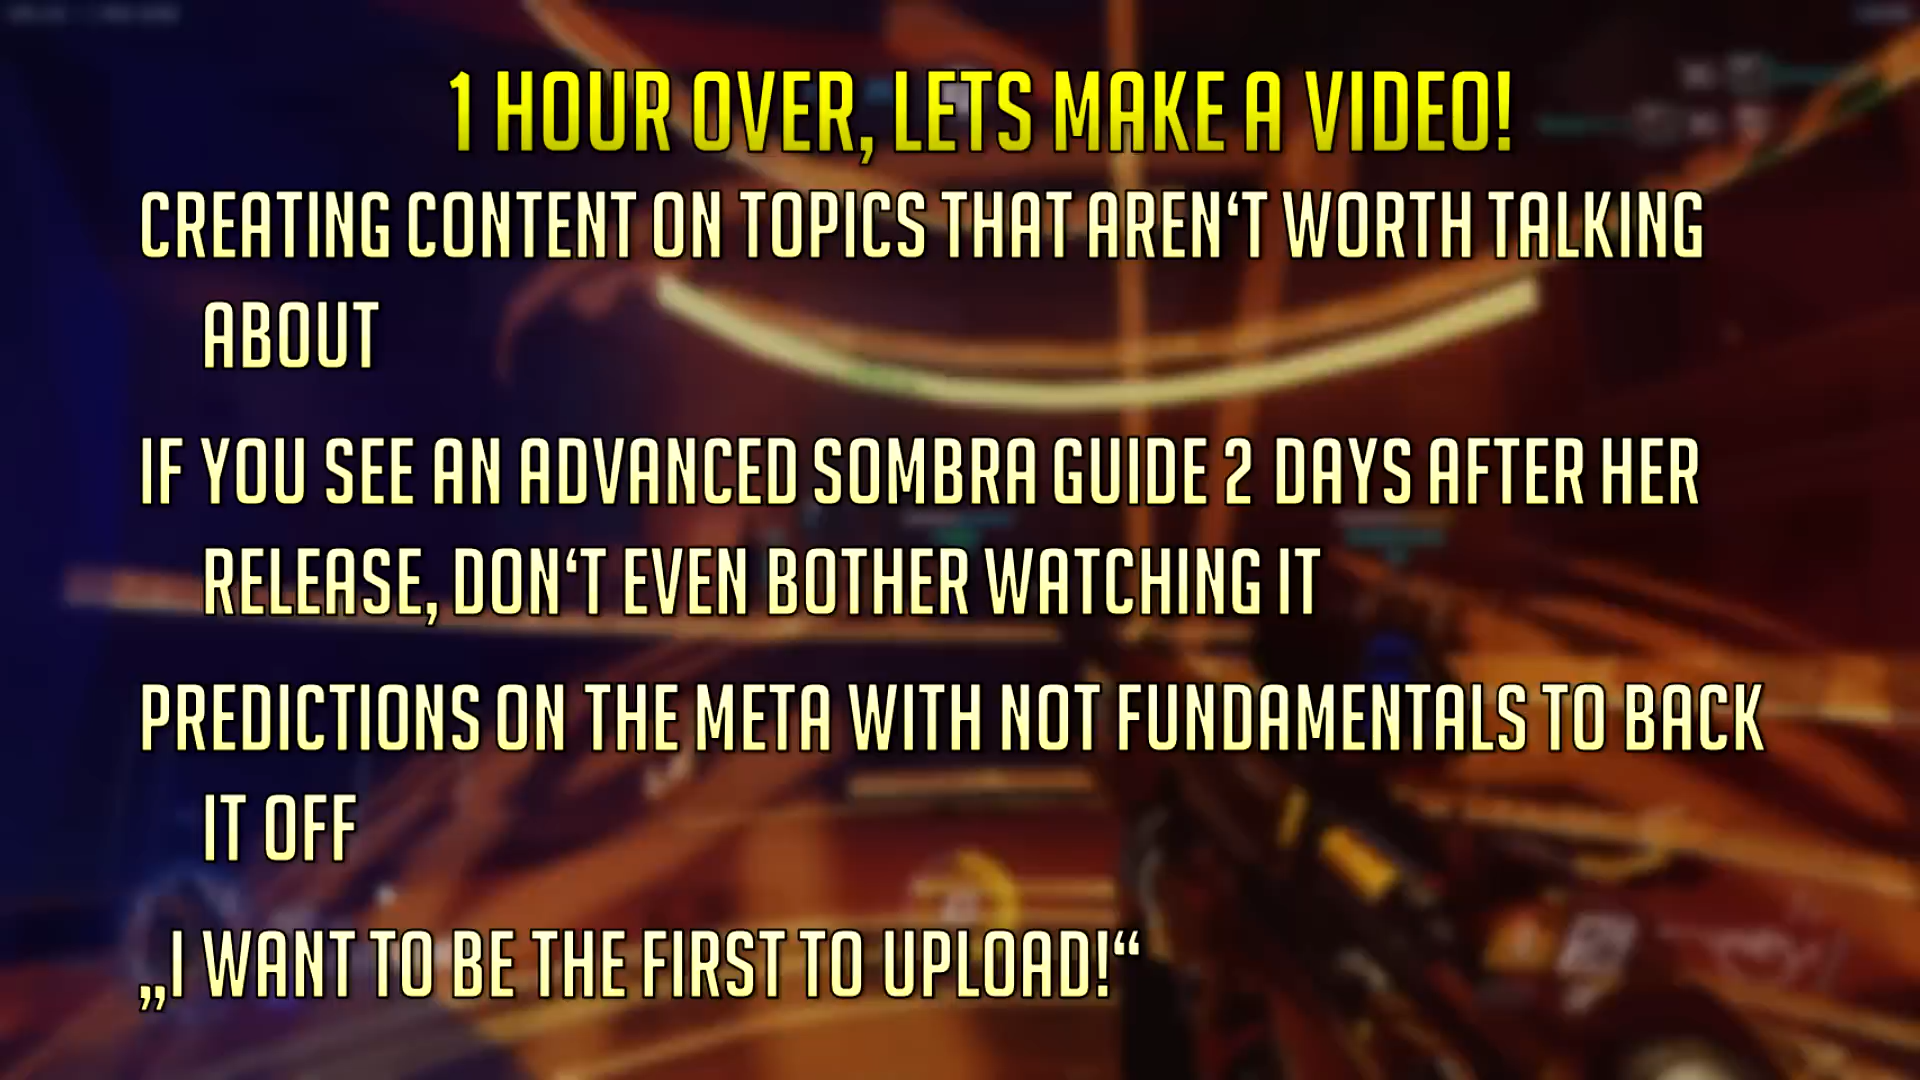 1 HOUR OVER, LETS MAKE A VIDEO!
CREATING CONTENT ON TOPICS THAT AREN‘T WORTH TALKING
ABOUT
IF YOU SEE AN ADVANCED SOMBRA GUIDE 2 DAYS AFTER HER
RELEASE, DON‘T EVEN BOTHER WATCHING IT
PREDICTIONS ON THE META WITH NOT FUNDAMENTALS TO BACK
IT OFF
„I WANT TO BE THE FIRST TO UPLOAD!“